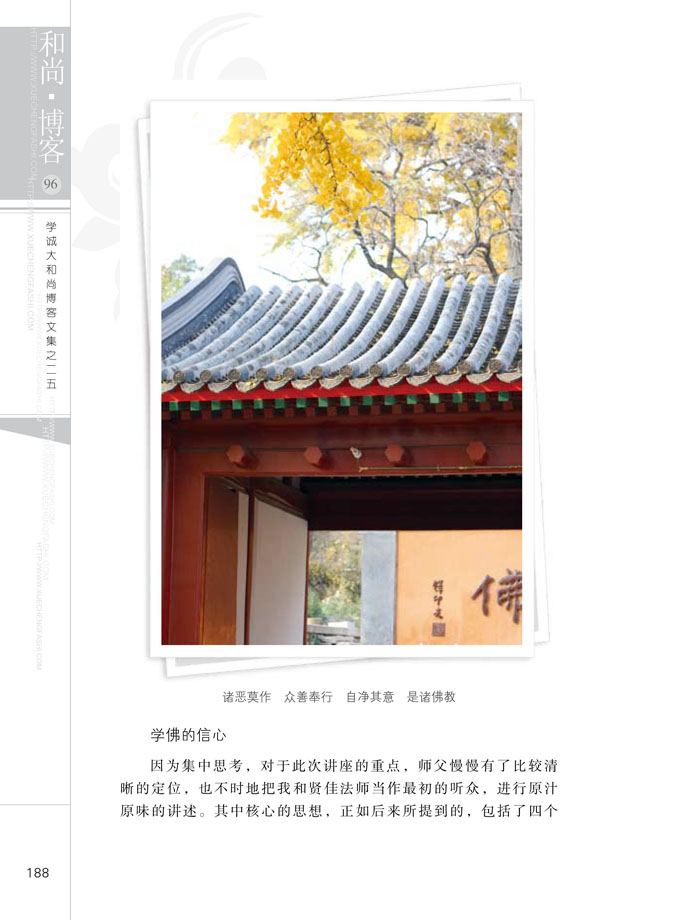 和尚·博客
96
学诚大和尚博客文集之二五
HTTP://WWW.XUECHENGFASHI.COM
佛
诸恶莫作 众善奉行 自净其意 是诸佛教
学佛的信心
因为集中思考，对于此次讲座的重点，师父慢慢有了比较清
晰的定位，也不时地把我和贤佳法师当作最初的听众，进行原汁
原味的讲述。其中核心的思想，正如后来所提到的，包括了四个
188